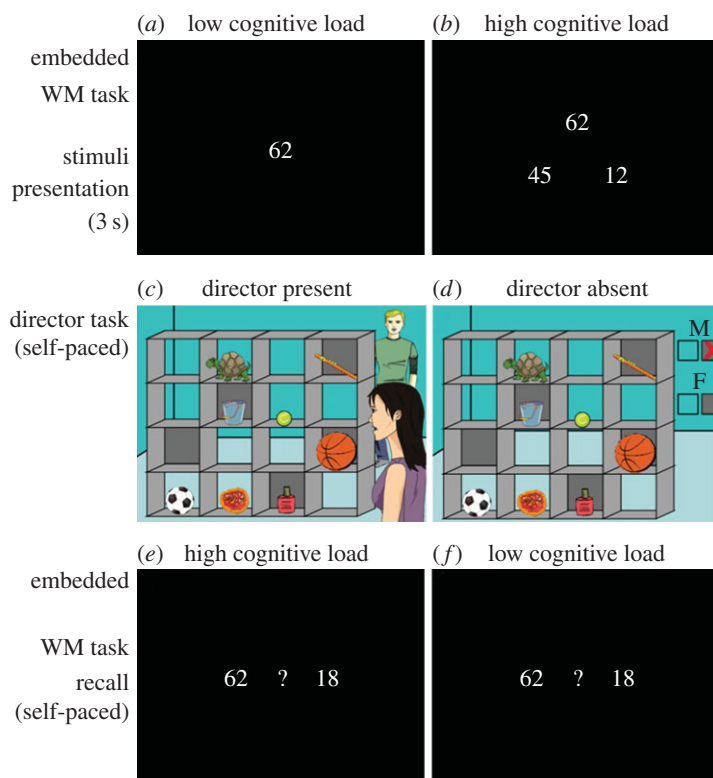 (a) low cognitive load
(b) high cognitive load
embedded
WM task
stimuli
presentation
(3 s)
62
62
45 12
(c) director present
(d) director absent
director task
(self-paced)
M
F
(e) high cognitive load
(f) low cognitive load
embedded
WM task
recall
(self-paced)
62 ? 18
62 ? 18